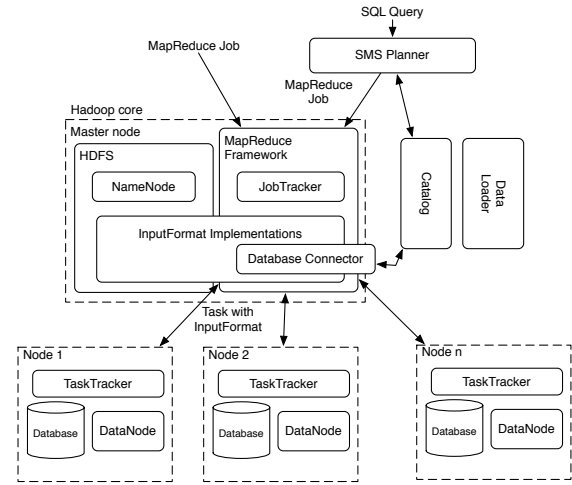 SQL Query
SMS Planner
MapReduce Job
MapReduce
Job
Hadoop core
Master node
HDFS
MapReduce
Framework
NameNode
JobTracker
InputFormat Implementations
Database Connector
Catalog
Data
Loader
Task with
InputFormat
Node 1
TaskTracker
Database
DataNode
Node 2
TaskTracker
Database
DataNode
Node n
TaskTracker
Database
DataNode